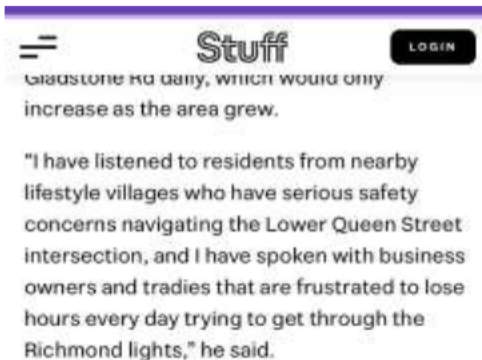 Stuff
LOGIN
Gladstone Rd daily, which would only
increase as the area grew.
"I have listened to residents from nearby
lifestyle villages who have serious safety
concerns navigating the Lower Queen Street
intersection, and I have spoken with business
owners and tradies that are frustrated to lose
hours every day trying to get through the
Richmond lights," he said.